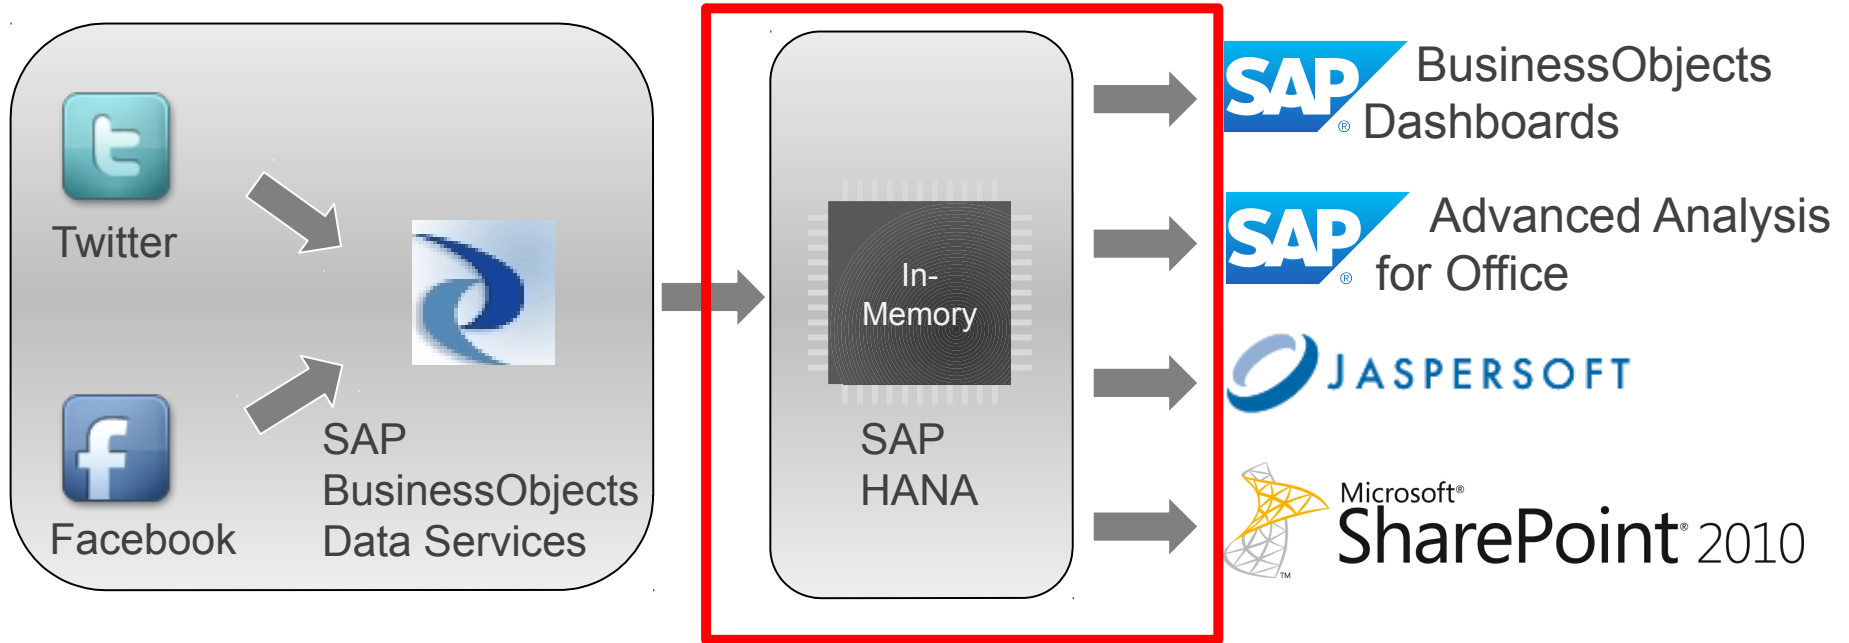 Twitter
Facebook
SAP
BusinessObjects
Data Services
In-
Memory
SAP
HANA
SAP ® BusinessObjects
Dashboards
SAP ® Advanced Analysis
for Office
JASPERSOFT
Microsoft®
SharePoint® 2010
TM